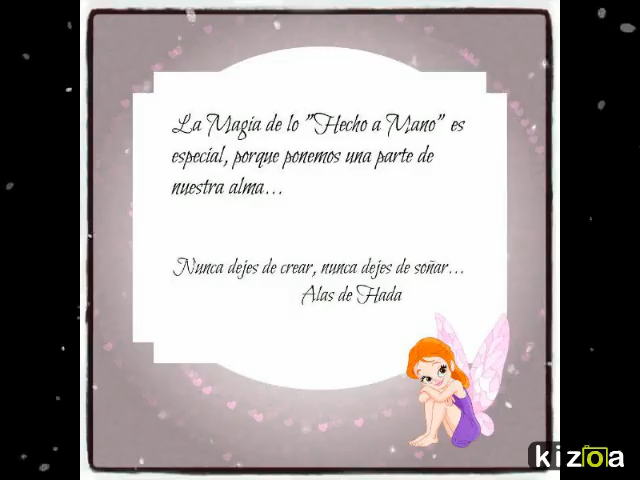 La Magia de lo "Hecho a Mano" es
especial, porque ponemos una parte de
nuestra alma...
Nunca dejes de crear, nunca dejes de soñar...
Alas de Hada
kizoa